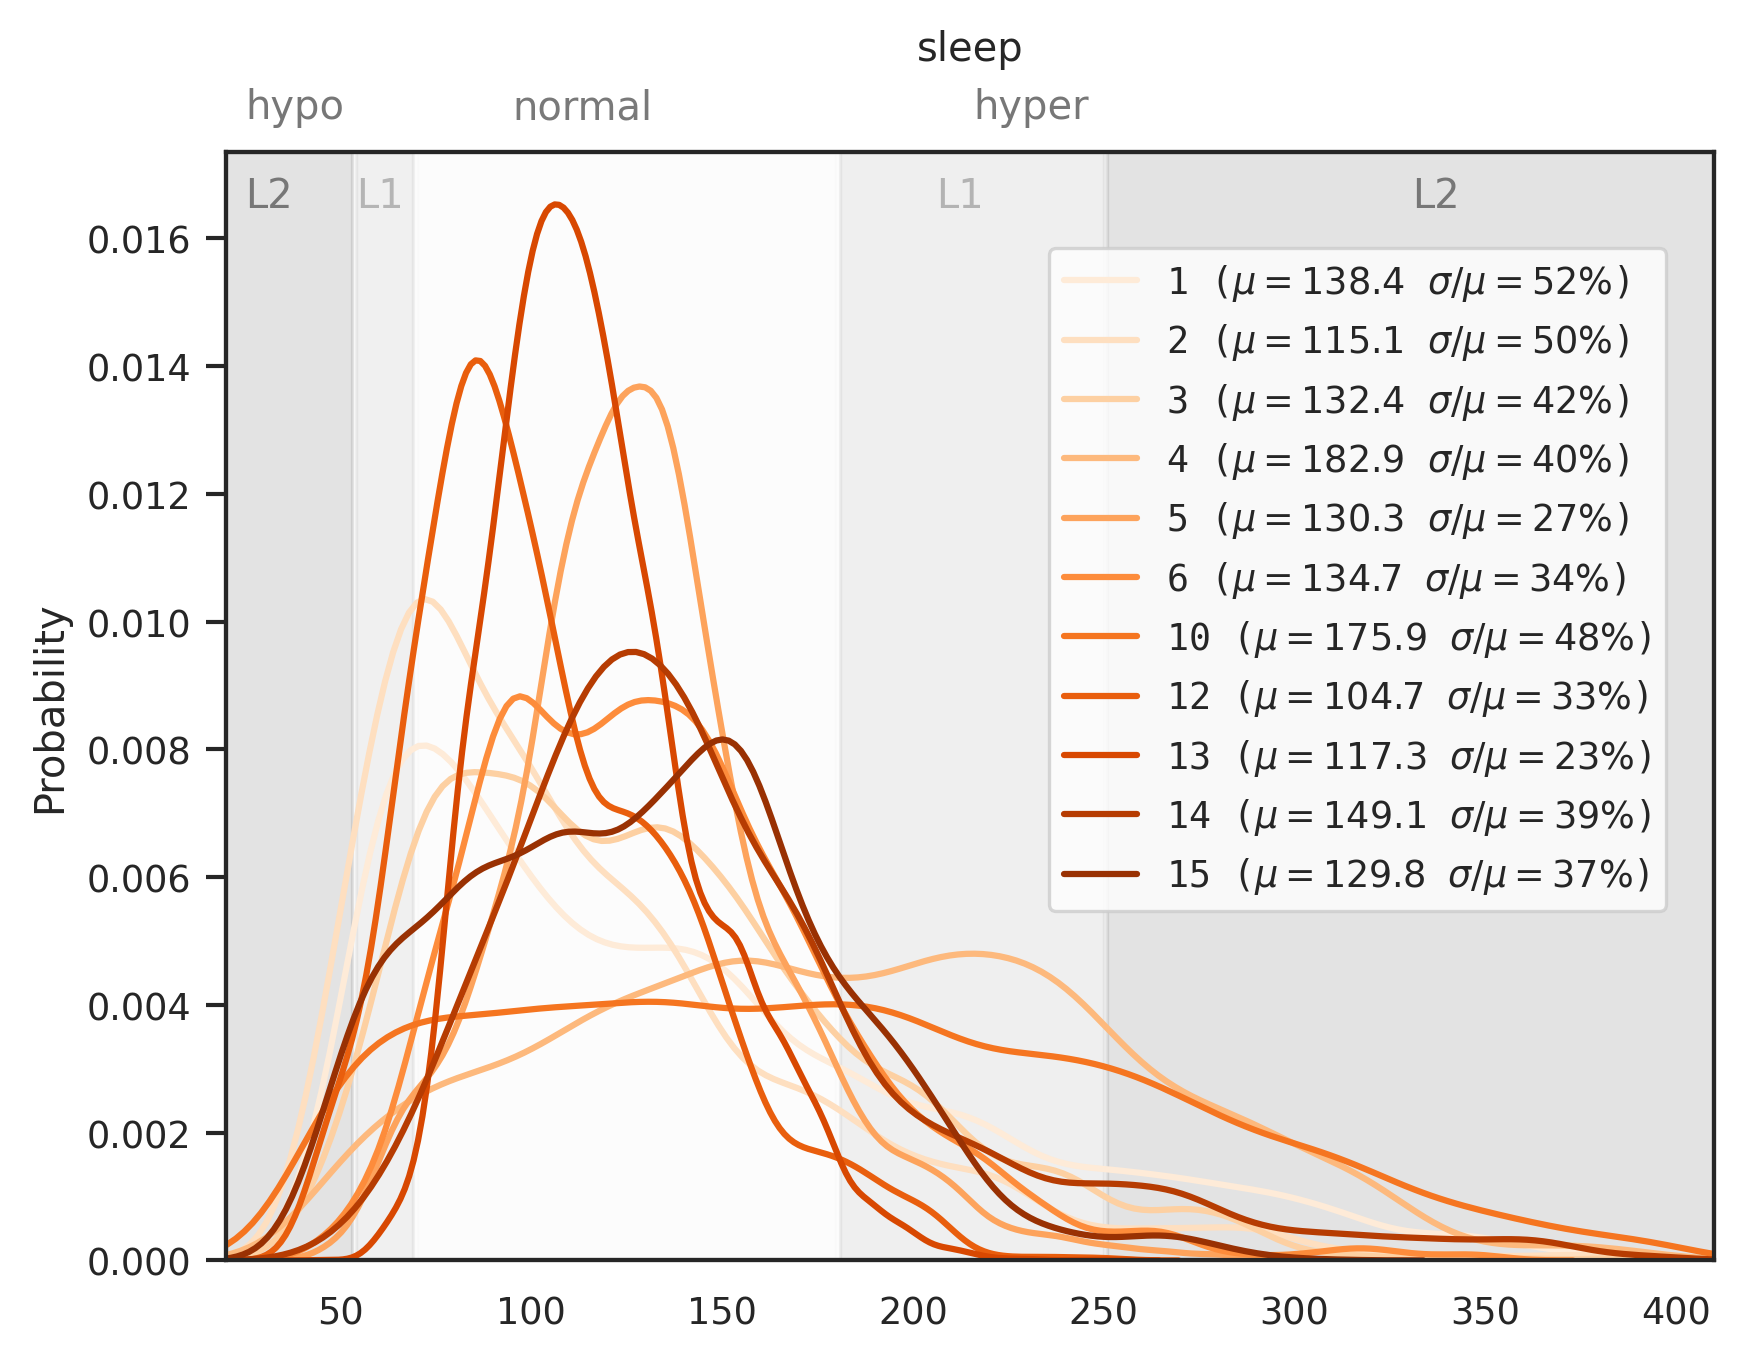 sleep
hypo normal hyper
L2 L1 L1 L2
Probability
0.016
0.014
0.012
0.010
0.008
0.006
0.004
0.002
0.000
1 (μ = 138.4 σ/μ = 52%)
2 (μ = 115.1 σ/μ = 50%)
3 (μ = 132.4 σ/μ = 42%)
4 (μ = 182.9 σ/μ = 40%)
5 (μ = 130.3 σ/μ = 27%)
6 (μ = 134.7 σ/μ = 34%)
10 (μ = 175.9 σ/μ = 48%)
12 (μ = 104.7 σ/μ = 33%)
13 (μ = 117.3 σ/μ = 23%)
14 (μ = 149.1 σ/μ = 39%)
15 (μ = 129.8 σ/μ = 37%)
50 100 150 200 250 300 350 400